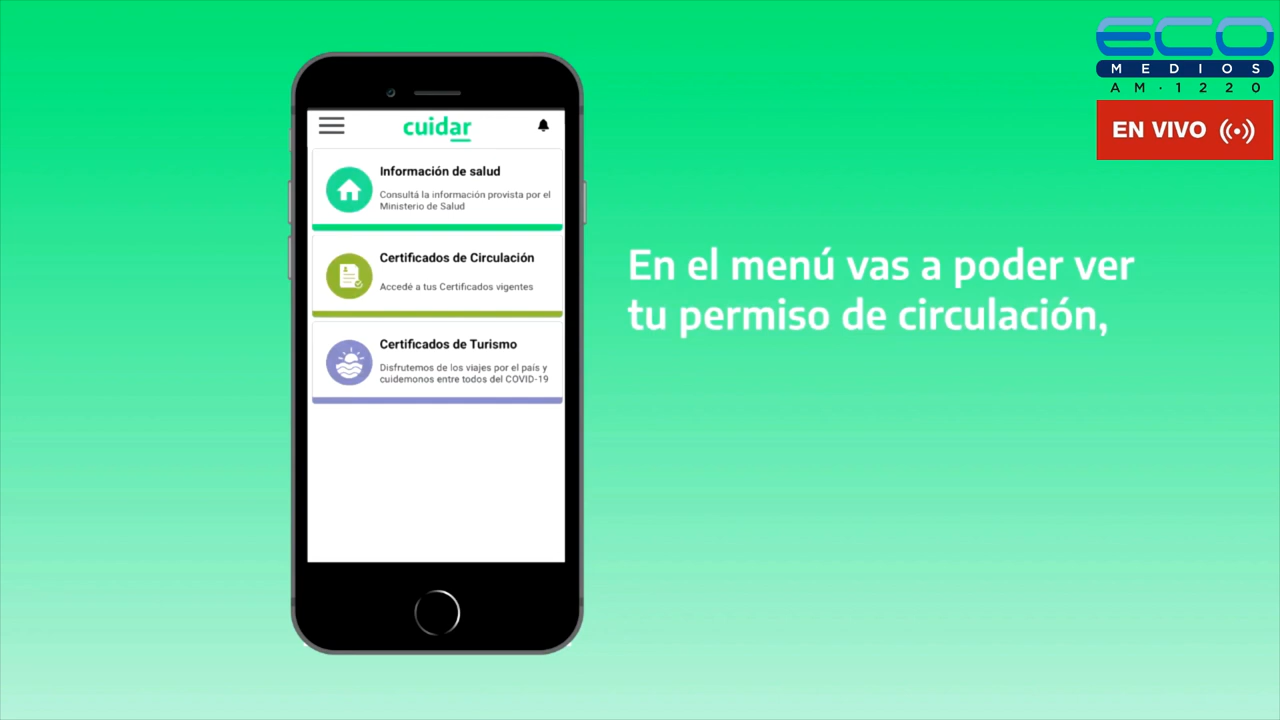 ECO
MEDIOS
AM·1220
EN VIVO
cuidar
Información de salud
Consultá la información provista por el
Ministerio de Salud
Certificados de Circulación
Accedé a tus Certificados vigentes
Certificados de Turismo
Disfrutemos de los viajes por el país y
cuidemonos entre todos del COVID-19
En el menú vas a poder ver
tu permiso de circulación,